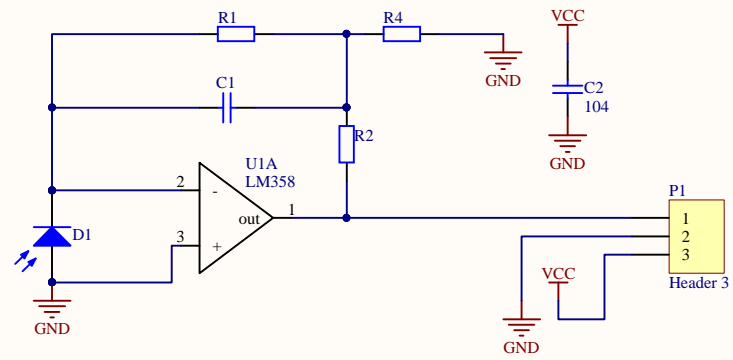 R1
R4
VCC
GND
C1
C2
104
R2
GND
U1A
LM358
2
-
out
1
3
+
D1
GND
P1
1
2
3
VCC
Header 3
GND